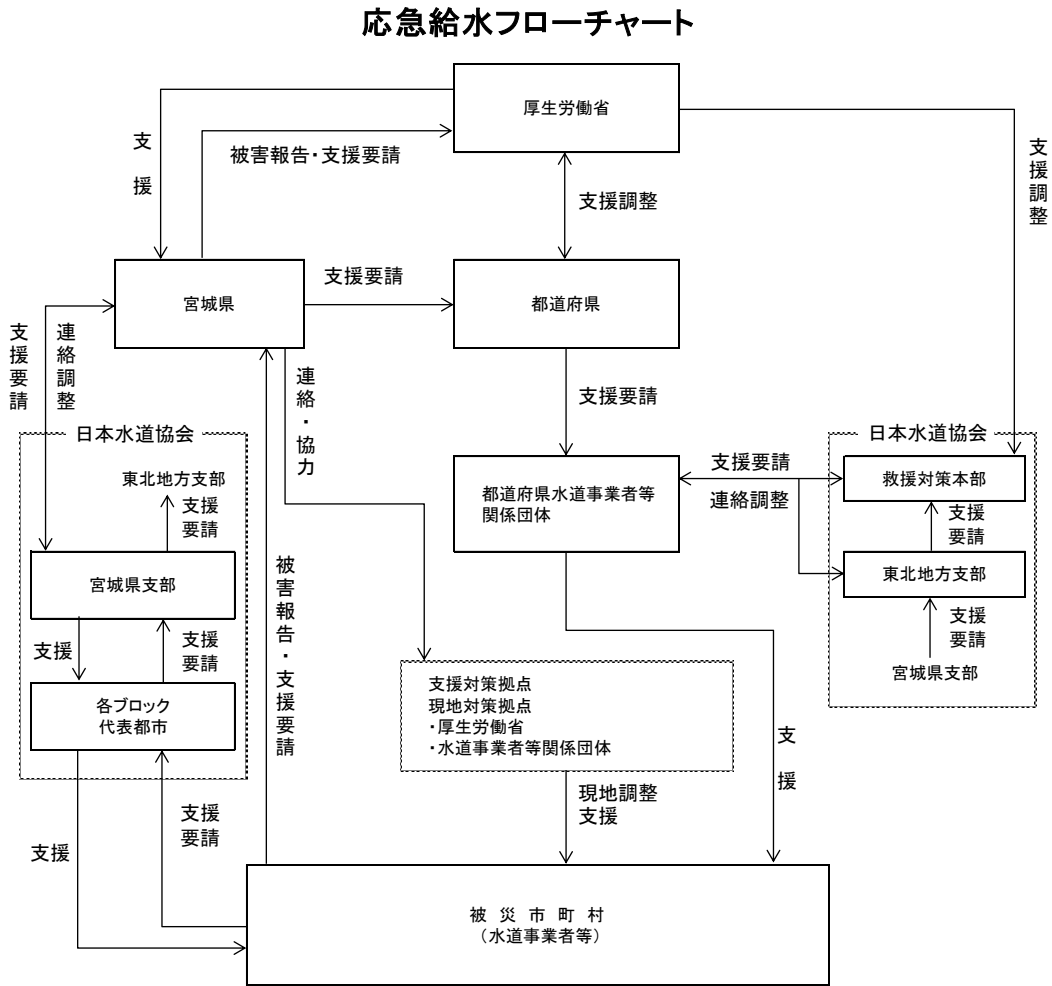 応急給水フローチャート
厚生労働省
支援
被害報告・支援要請
支援調整
支援調整
宮城県
支援要請
都道府県
支援要請
連絡調整
連絡・協力
支援要請
日本水道協会
東北地方支部
支援
要請
宮城県支部
支援
支援
要請
各ブロック
代表都市
都道府県水道事業者等
関係団体
支援要請
連絡調整
日本水道協会
救援対策本部
支援
要請
東北地方支部
支援
要請
宮城県支部
被害報告・支援要請
支援対策拠点
現地対策拠点
・厚生労働省
・水道事業者等関係団体
支援
現地調整
支援
支援
要請
支援
被災市町村
（水道事業者等）